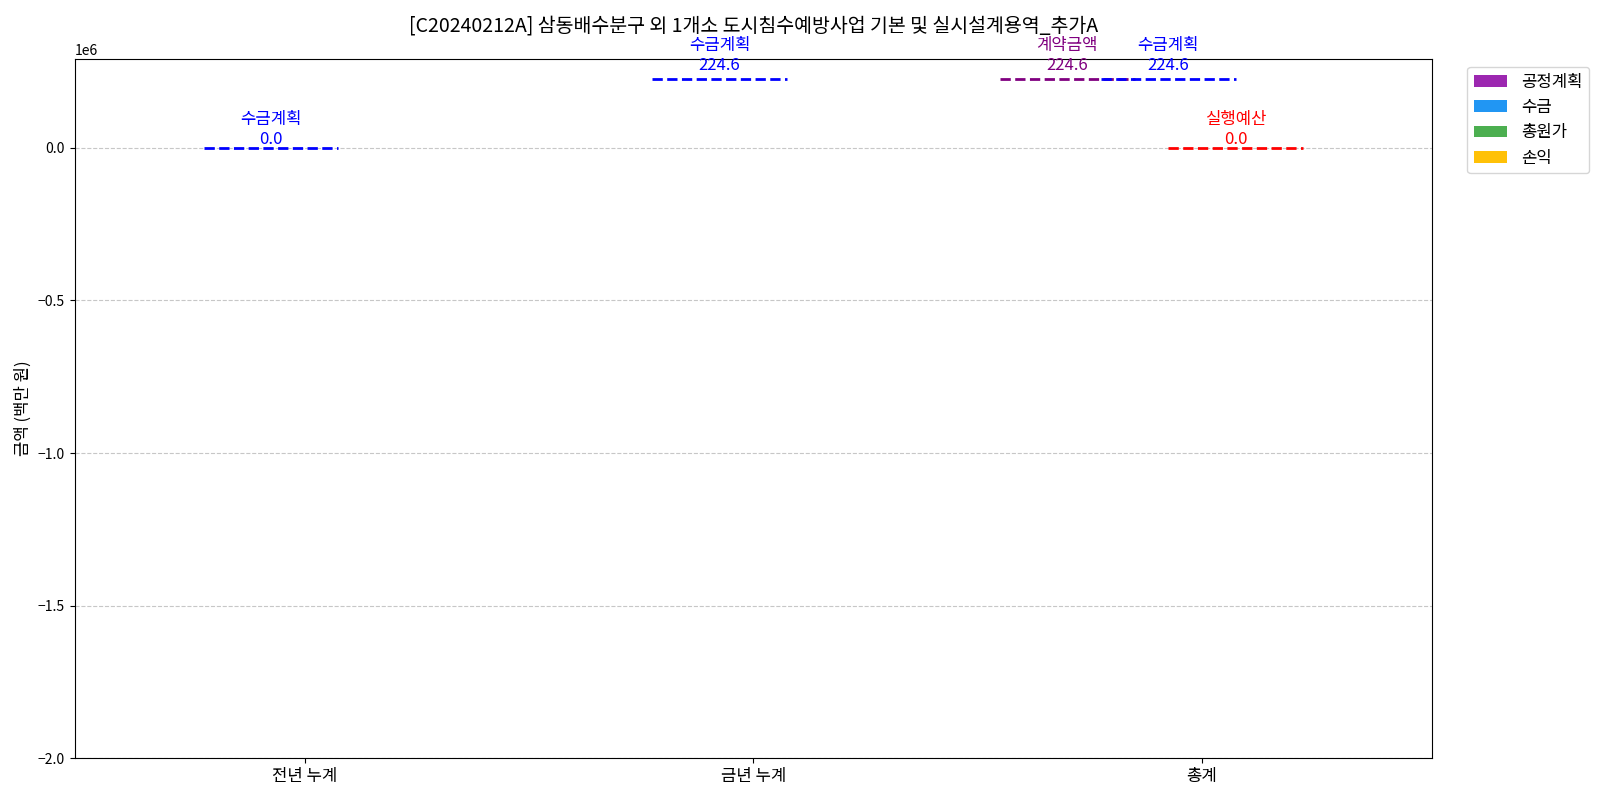 [C20240212A] 삼동배수분구 외 1개소 도시침수예방사업 기본 및 실시설계용역_추가A
1e6
수금계획
224.6
계약금액
224.6
수금계획
224.6
수금계획
0.0
실행예산
0.0
공정계획
수금
총원가
손익
0.0
−0.5
−1.0
−1.5
−2.0
금액 (백만 원)
전년 누계
금년 누계
총계